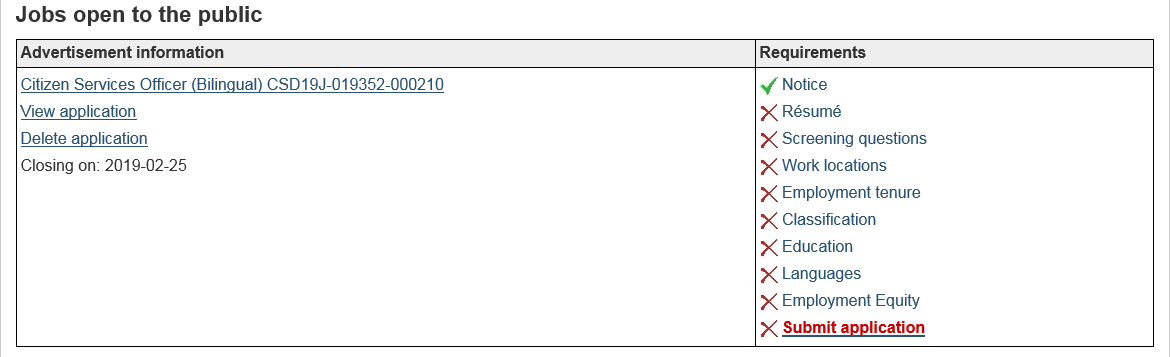 Jobs open to the public
Advertisement information
Requirements
Citizen Services Officer (Bilingual) CSD19J-019352-000210
View application
Delete application
Closing on: 2019-02-25
Notice
Résumé
Screening questions
Work locations
Employment tenure
Classification
Education
Languages
Employment Equity
Submit application